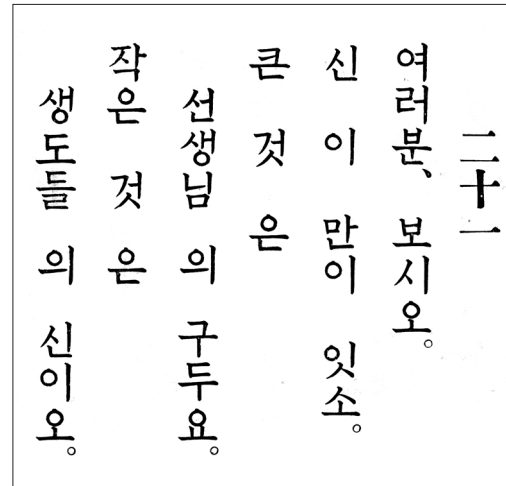 二十一
여러분、 보시오。
신 이 만이 잇소。
큰 것 은
선생님 의 구두요。
작은 것 은
생도들 의 신이오。